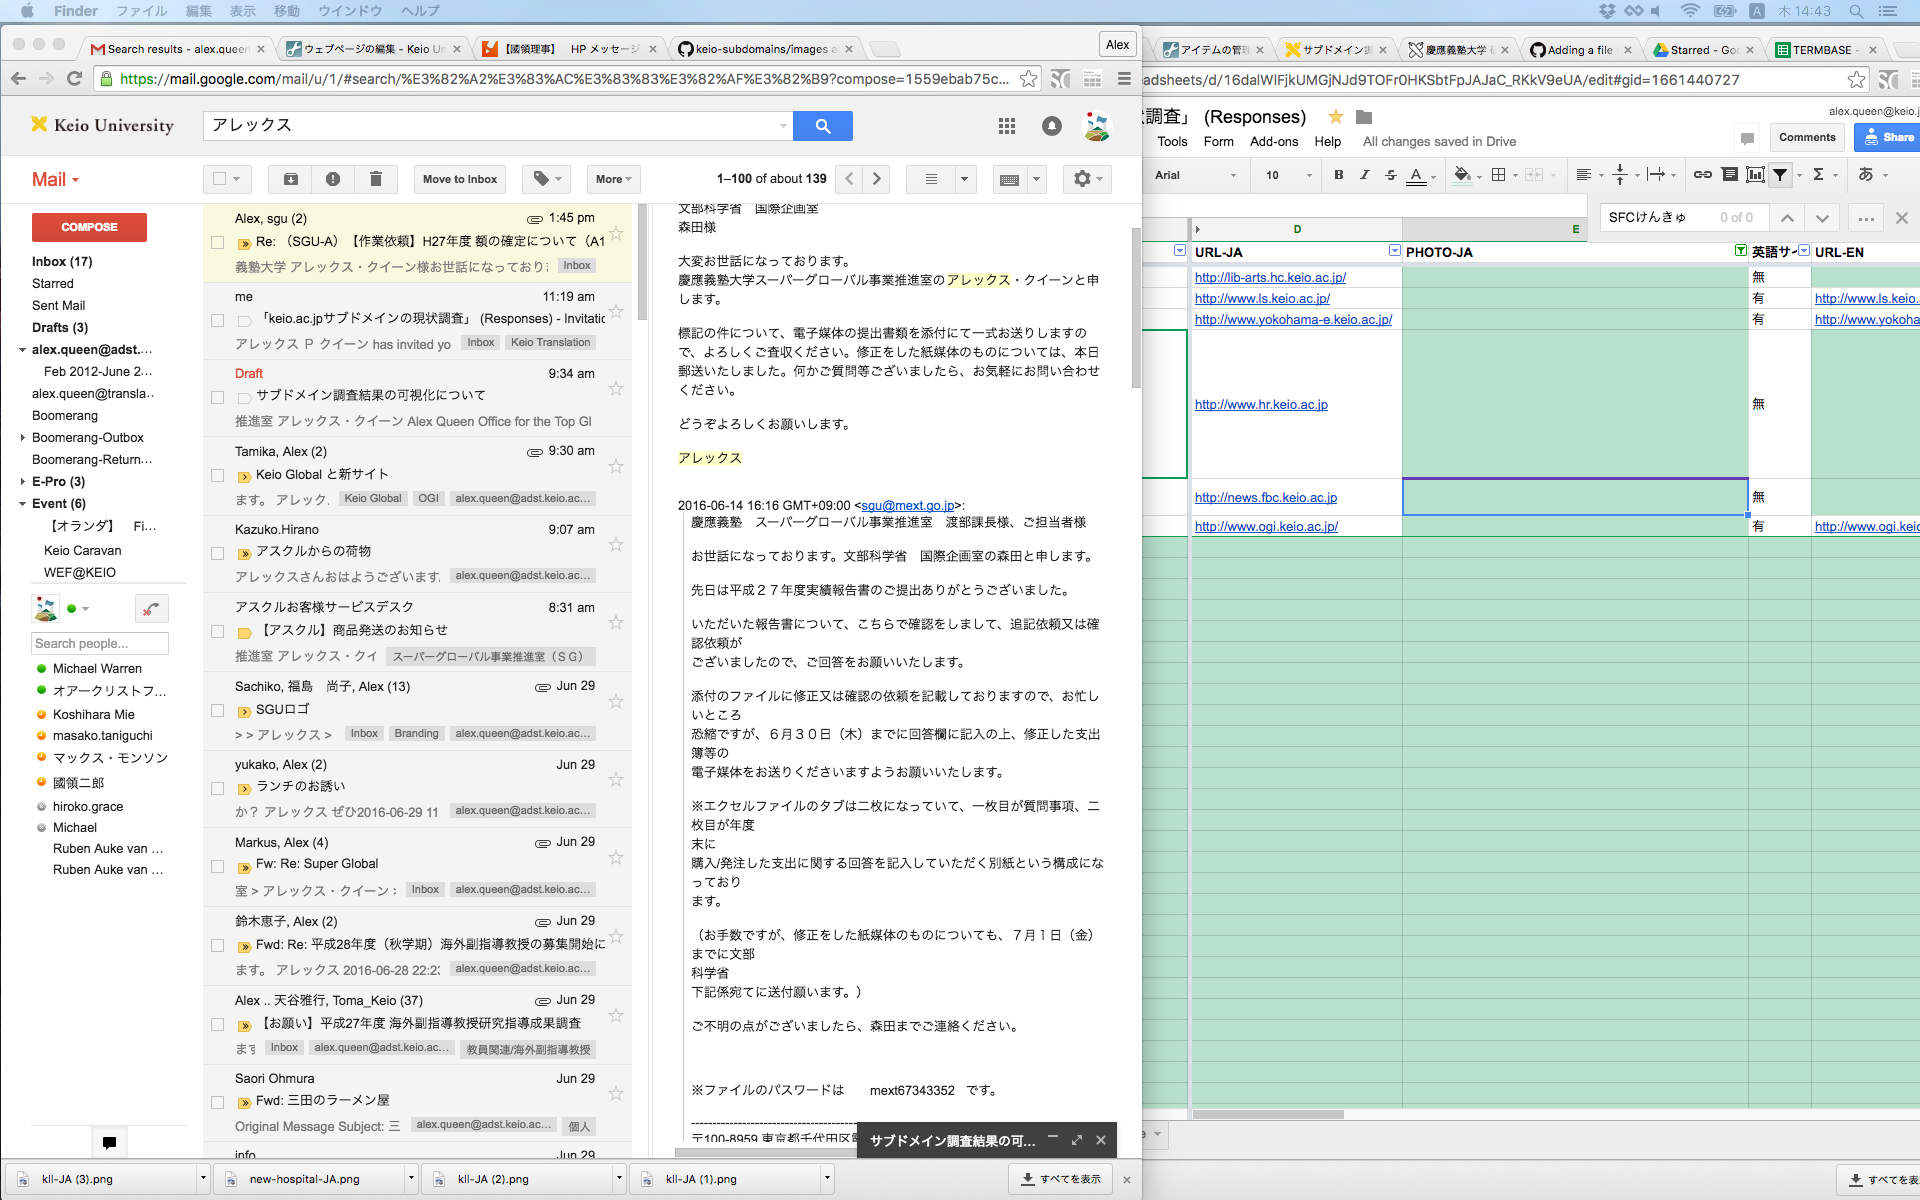 Finder ファイル 編集 表示 移動 ウインドウ ヘルプ
木 14:43
Search results - alex.queen
ウェブページの編集 - Keio Un
【國領理事】 HP メッセージ
keio-subdomains/images a
Alex
アイテムの管理
サブドメイン調
慶應義塾大学
Adding a file
Starred - Goo
TERMBASE -
https://mail.google.com/mail/u/1/#search/%E3%82%A2%E3%83%AC%E3%83%83%E3%82%AF%E3%82%B9?compose=1559ebab75c...
eadsheets/d/16dalWlFjkUMGjNJd9TOFr0HKSbtFpJAJaC_RKkV9eUA/edit#gid=1661440727
Keio University
アレックス
調査」 (Responses)
alex.queen@keio.j
Tools Form Add-ons Help All changes saved in Drive
Comments
Share
Mail
Move to Inbox
More
1–100 of about 139
Arial 10 B I S A
あ
SFCけんきゅ 0 of 0
COMPOSE
Inbox (17)
Starred
Sent Mail
Drafts (3)
alex.queen@adst....
Feb 2012-June 2...
alex.queen@transla..
Boomerang
Boomerang-Outbox
Boomerang-Return...
E-Pro (3)
Event (6)
【オランダ】 Fi...
Keio Caravan
WEF@KEIO
Search people...
Michael Warren
オアークリストフ...
Koshihara Mie
masako.taniguchi
マックス・モンソン
國領二郎
hiroko.grace
Michael
Ruben Auke van ...
Ruben Auke van ...
Alex, sgu (2) 1:45 pm
Re: （SGU-A）【作業依頼】H27年度 額の確定について（A1
義塾大学 アレックス・クイーン様お世話になっており Inbox
me 11:19 am
「keio.ac.jpサブドメインの現状調査」 (Responses) - Invitatic
アレックス P クイーン has invited yo Inbox Keio Translation
Draft 9:34 am
サブドメイン調査結果の可視化について
推進室 アレックス・クイーン Alex Queen Office for the Top Gl
Tamika, Alex (2) 9:30 am
Keio Global と新サイト
ます。 アレック. Keio Global OGI alex.queen@adst.keio.ac...
Kazuko.Hirano 9:07 am
アスクルからの荷物
アレックスさんおはようございます. alex.queen@adst.keio.ac...
アスクルお客様サービスデスク 8:31 am
【アスクル】商品発送のお知らせ
推進室 アレックス・クイ スーパーグローバル事業推進室（ＳＧ）
Sachiko, 福島 尚子, Alex (13) Jun 29
SGUロゴ
> > アレックス > Inbox Branding alex.queen@adst.keio.ac...
yukako, Alex (2) Jun 29
ランチのお誘い
か？ アレックス ぜひ2016-06-29 11 alex.queen@adst.keio.ac...
Markus, Alex (4) Jun 29
Fw: Re: Super Global
室 > アレックス・クイーン : Inbox alex.queen@adst.keio.ac...
鈴木恵子, Alex (2) Jun 29
Fwd: Re: 平成28年度（秋学期）海外副指導教授の募集開始に
ます。 アレックス 2016-06-28 22:23 alex.queen@adst.keio.ac...
Alex .. 天谷雅行, Toma_Keio (37) Jun 29
【お願い】平成27年度 海外副指導教授研究指導成果調査
ます Inbox alex.queen@adst.keio.ac... 教員関連/海外副指導教授
Saori Ohmura Jun 29
Fwd: 三田のラーメン屋
Original Message Subject: 三 alex.queen@adst.keio.ac... 個人
info Jun 29
文部科学省 国際企画室
森田様
大変お世話になっております。
慶應義塾大学スーパーグローバル事業推進室のアレックス・クイーンと申
します。
標記の件について、電子媒体の提出書類を添付にて一式お送りしますの
で、よろしくご査収ください。修正をした紙媒体のものについては、本日
郵送いたしました。何かご質問等ございましたら、お気軽にお問い合わせ
ください。
どうぞよろしくお願いします。
アレックス
2016-06-14 16:16 GMT+09:00 <sgu@mext.go.jp>:
慶應義塾 スーパーグローバル事業推進室 渡部課長様、ご担当者様
お世話になっております。文部科学省 国際企画室の森田と申します。
先日は平成２７年度実績報告書のご提出ありがとうございました。
いただいた報告書について、こちらで確認をしまして、追記依頼又は確
認依頼が
ございましたので、ご回答をお願いいたします。
添付のファイルに修正又は確認の依頼を記載しておりますので、お忙し
いところ
恐縮ですが、６月３０日（木）までに回答欄に記入の上、修正した支出
簿等の
電子媒体をお送りくださいますようお願いいたします。
※エクセルファイルのタブは二枚になっていて、一枚目が質問事項、二
枚目が年度
末に
購入/発注した支出に関する回答を記入していただく別紙という構成にな
っており
ます。
（お手数ですが、修正をした紙媒体のものについても、７月１日（金）
までに文部
科学省
下記係宛てに送付願います。）
ご不明の点がございましたら、森田までご連絡ください。
※ファイルのパスワードは mext67343352 です。
〒100-8959 東京都千代田区
サブドメイン調査結果の可...
D E
URL-JA PHOTO-JA 英語サー URL-EN
http://lib-arts.hc.keio.ac.jp/ 無
http://www.ls.keio.ac.jp/ 有 http://www.ls.keio.
http://www.yokohama-e.keio.ac.jp/ 有 http://www.yokoha
http://www.hr.keio.ac.jp 無
http://news.fbc.keio.ac.jp 無
http://www.ogi.keio.ac.jp/ 有 http://www.ogi.keio
kll-JA (3).png
new-hospital-JA.png
kll-JA (2).png
kll-JA (1).png
すべてを表示
すべてを表